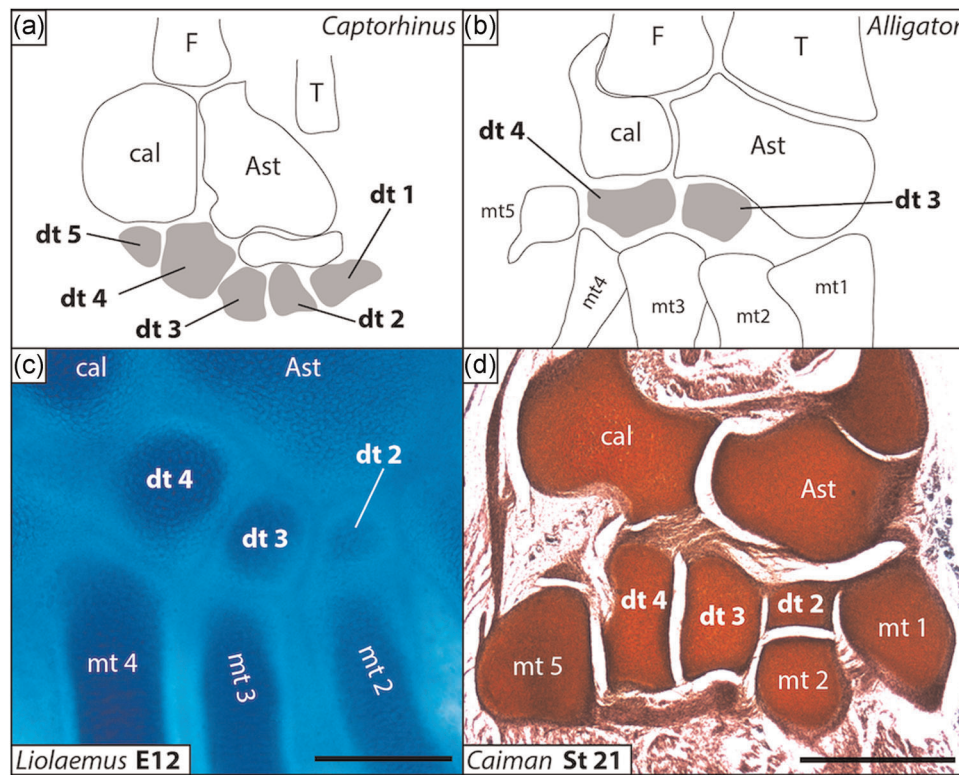 (a)
Captorhinus
F
T
cal
Ast
dt 1
dt 5
dt 4
dt 3
dt 2
(b)
Alligator
F
T
dt 4
cal
Ast
mt5
dt 3
mt4
mt3
mt2
mt1
(c)
cal
Ast
dt 2
dt 4
dt 3
mt 4
mt 3
mt 2
Liolaemus E12
(d)
cal
Ast
dt 4
dt 3
dt 2
mt 1
mt 5
mt 2
Caiman St 21